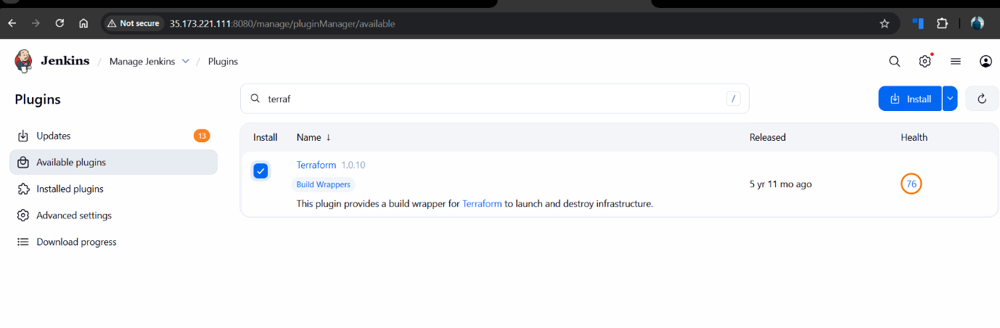 Not secure 35.173.221.111:8080/manage/pluginManager/available
Jenkins / Manage Jenkins / Plugins
Plugins
terraf /
Install
Updates 13
Available plugins
Installed plugins
Advanced settings
Download progress
Install Name ↓ Released Health
Terraform 1.0.10
Build Wrappers
5 yr 11 mo ago 76
This plugin provides a build wrapper for Terraform to launch and destroy infrastructure.